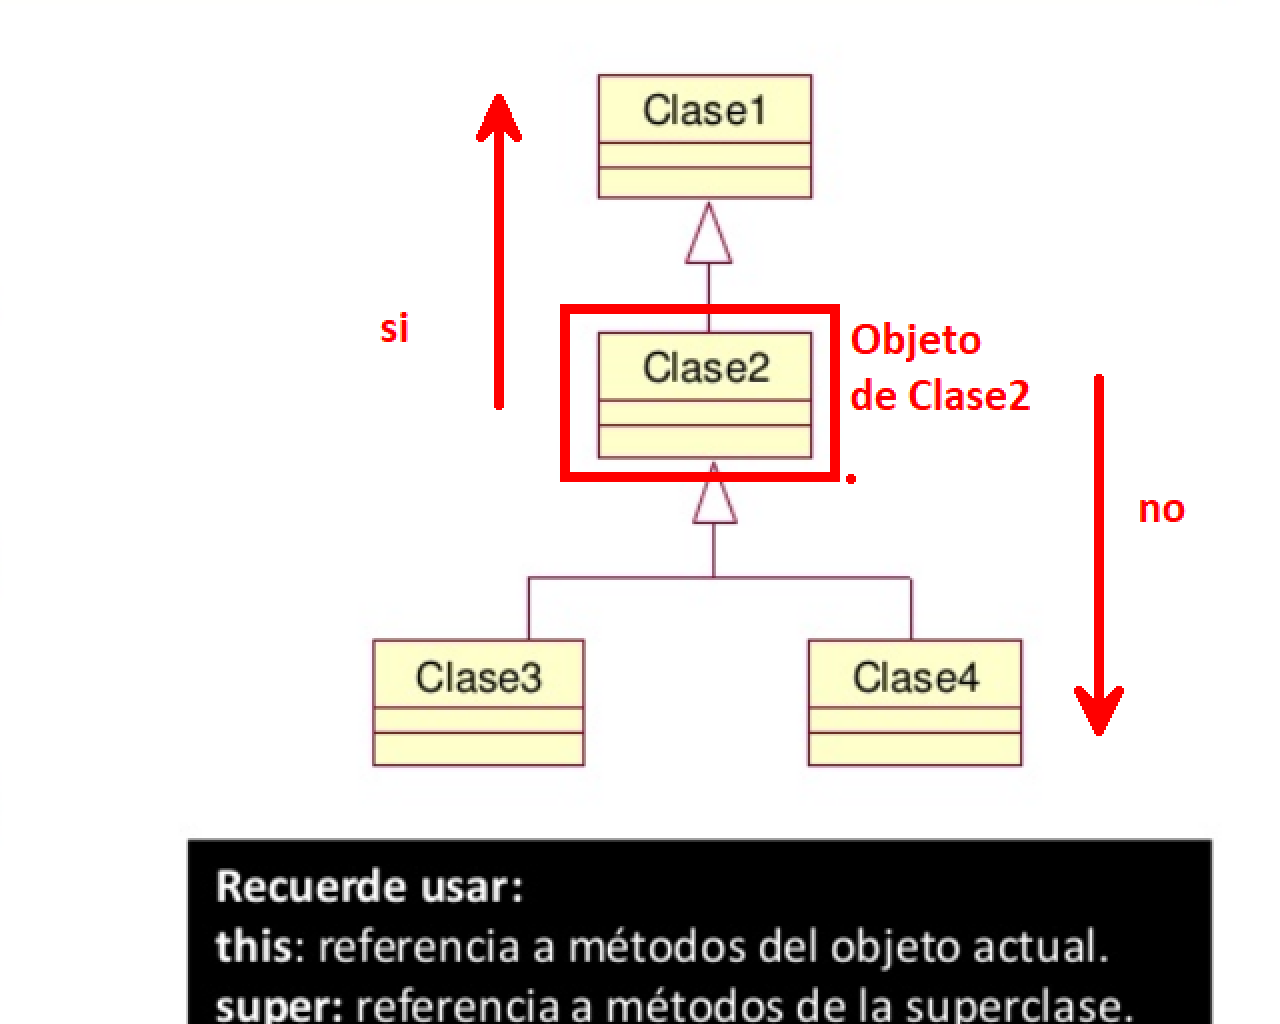 Clase1
si
Clase2
Objeto
de Clase2
no
Clase3
Clase4
Recuerde usar:
this: referencia a métodos del objeto actual.
super: referencia a métodos de la superclase.